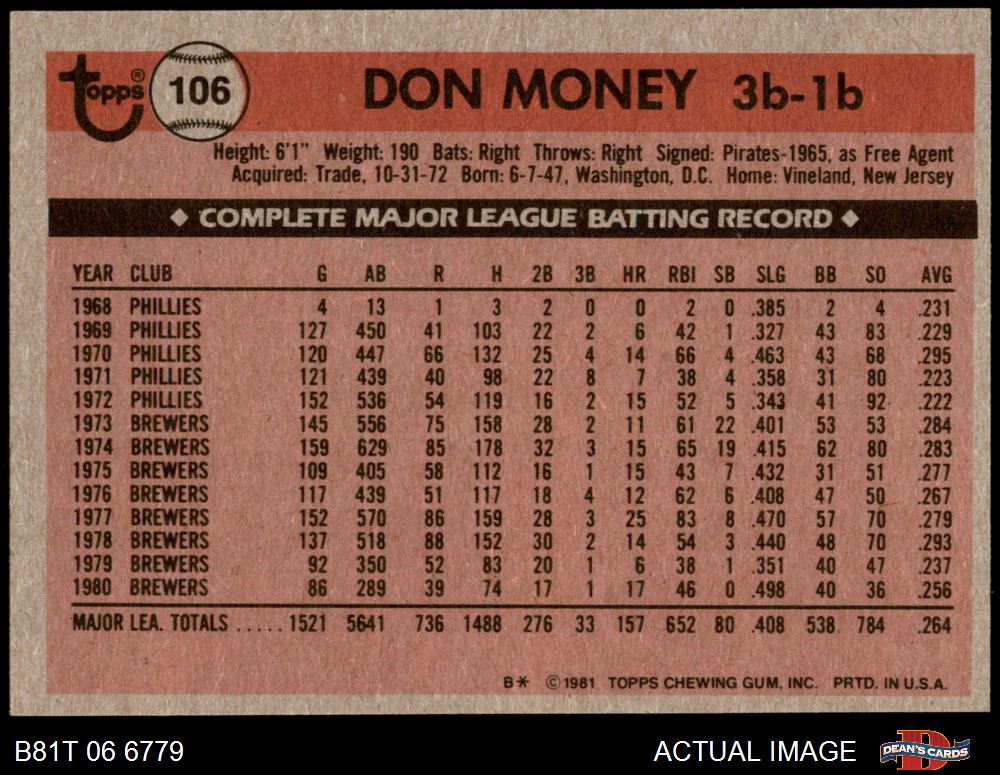 topps® 106 DON MONEY 3b-1b
Height: 6'1" Weight: 190 Bats: Right Throws: Right Signed: Pirates-1965, as Free Agent
Acquired: Trade, 10-31-72 Born: 6-7-47, Washington, D.C. Home: Vineland, New Jersey
◆ COMPLETE MAJOR LEAGUE BATTING RECORD ◆
YEAR CLUB G AB R H 2B 3B HR RBI SB SLG BB SO AVG
1968 PHILLIES 4 13 1 3 2 0 0 2 0 .385 2 4 .231
1969 PHILLIES 127 450 41 103 22 2 6 42 1 .327 43 83 .229
1970 PHILLIES 120 447 66 132 25 4 14 66 4 .463 43 68 .295
1971 PHILLIES 121 439 40 98 22 8 7 38 4 .358 31 80 .223
1972 PHILLIES 152 536 54 119 16 2 15 52 5 .343 41 92 .222
1973 BREWERS 145 556 75 158 28 2 11 61 22 .401 53 53 .284
1974 BREWERS 159 629 85 178 32 3 15 65 19 .415 62 80 .283
1975 BREWERS 109 405 58 112 16 1 15 43 7 .432 31 51 .277
1976 BREWERS 117 439 51 117 18 4 12 62 6 .408 47 50 .267
1977 BREWERS 152 570 86 159 28 3 25 83 8 .470 57 70 .279
1978 BREWERS 137 518 88 152 30 2 14 54 3 .440 48 70 .293
1979 BREWERS 92 350 52 83 20 1 6 38 1 .351 40 47 .237
1980 BREWERS 86 289 39 74 17 1 17 46 0 .498 40 36 .256
MAJOR LEA. TOTALS ..... 1521 5641 736 1488 276 33 157 652 80 .408 538 784 .264
B* ©1981 TOPPS CHEWING GUM, INC. PRTD. IN U.S.A.
B81T 06 6779 ACTUAL IMAGE DEAN'S CARDS